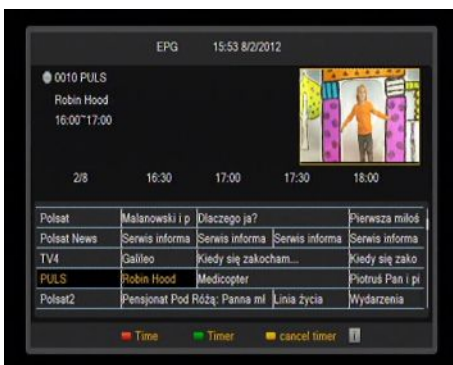 EPG 15:53 8/2/2012
0010 PULS
Robin Hood
16:00~17:00
2/8 16:30 17:00 17:30 18:00
Polsat Malanowski i p Dlaczego ja? Pierwsza miłoś
Polsat News Serwis informa Serwis informa Serwis informa Serwis informa
TV4 Galileo Kiedy się zakocham... Kiedy się zako
PULS Robin Hood Medicopter Piotruś Pan i pi
Polsat2 Pensjonat Pod Różą: Panna mł Linia życia Wydarzenia
Time Timer cancel timer i